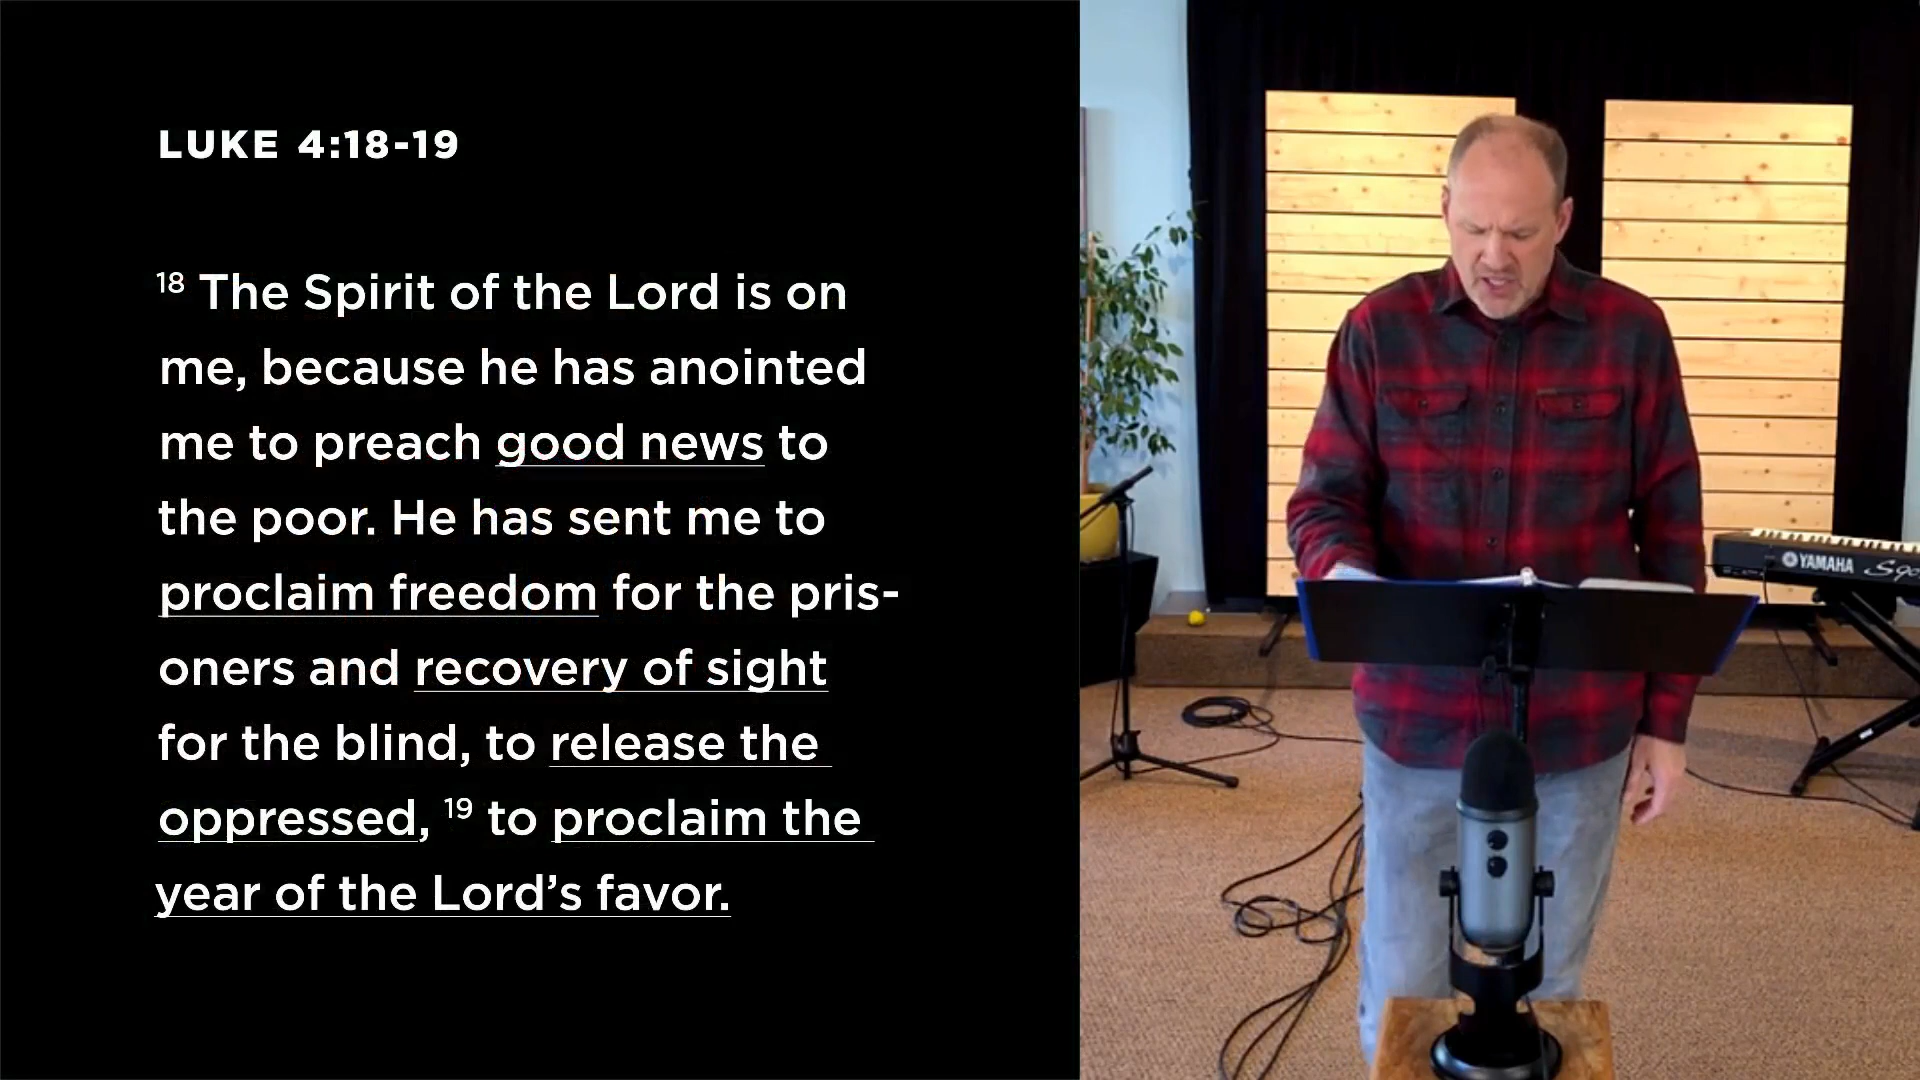 LUKE 4:18-19
18 The Spirit of the Lord is on
me, because he has anointed
me to preach good news to
the poor. He has sent me to
proclaim freedom for the pris-
oners and recovery of sight
for the blind, to release the
oppressed, 19 to proclaim the
year of the Lord’s favor.
YAMAHA S90